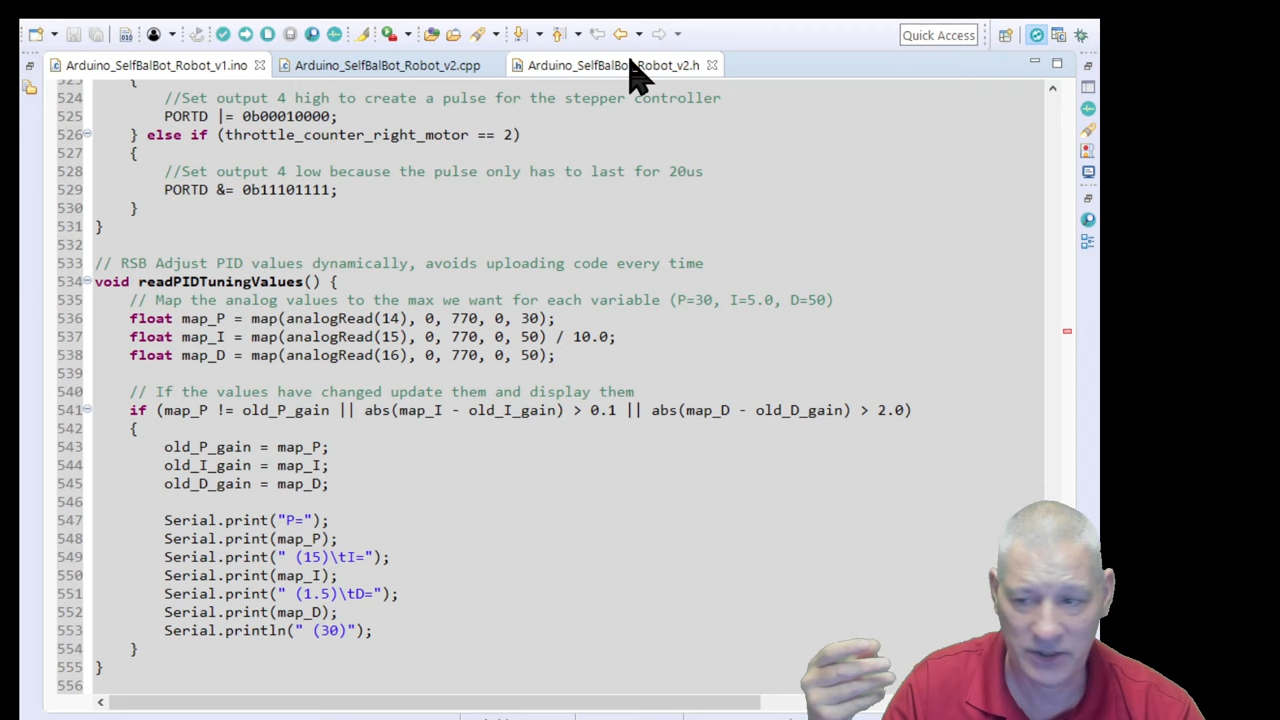 Quick Access
Arduino_SelfBalBot_Robot_v1.ino
Arduino_SelfBalBot_Robot_v2.cpp
Arduino_SelfBalBot_Robot_v2.h
523 {
524 //Set output 4 high to create a pulse for the stepper controller
525 PORTD |= 0b00010000;
526 } else if (throttle_counter_right_motor == 2)
527 {
528 //Set output 4 low because the pulse only has to last for 20us
529 PORTD &= 0b11101111;
530 }
531 }
532
533 // RSB Adjust PID values dynamically, avoids uploading code every time
534 void readPIDTuningValues() {
535 // Map the analog values to the max we want for each variable (P=30, I=5.0, D=50)
536 float map_P = map(analogRead(14), 0, 770, 0, 30);
537 float map_I = map(analogRead(15), 0, 770, 0, 50) / 10.0;
538 float map_D = map(analogRead(16), 0, 770, 0, 50);
539
540 // If the values have changed update them and display them
541 if (map_P != old_P_gain || abs(map_I - old_I_gain) > 0.1 || abs(map_D - old_D_gain) > 2.0)
542 {
543 old_P_gain = map_P;
544 old_I_gain = map_I;
545 old_D_gain = map_D;
546
547 Serial.print("P=");
548 Serial.print(map_P);
549 Serial.print(" (15)\tI=");
550 Serial.print(map_I);
551 Serial.print(" (1.5)\tD=");
552 Serial.print(map_D);
553 Serial.println(" (30)");
554 }
555 }
556